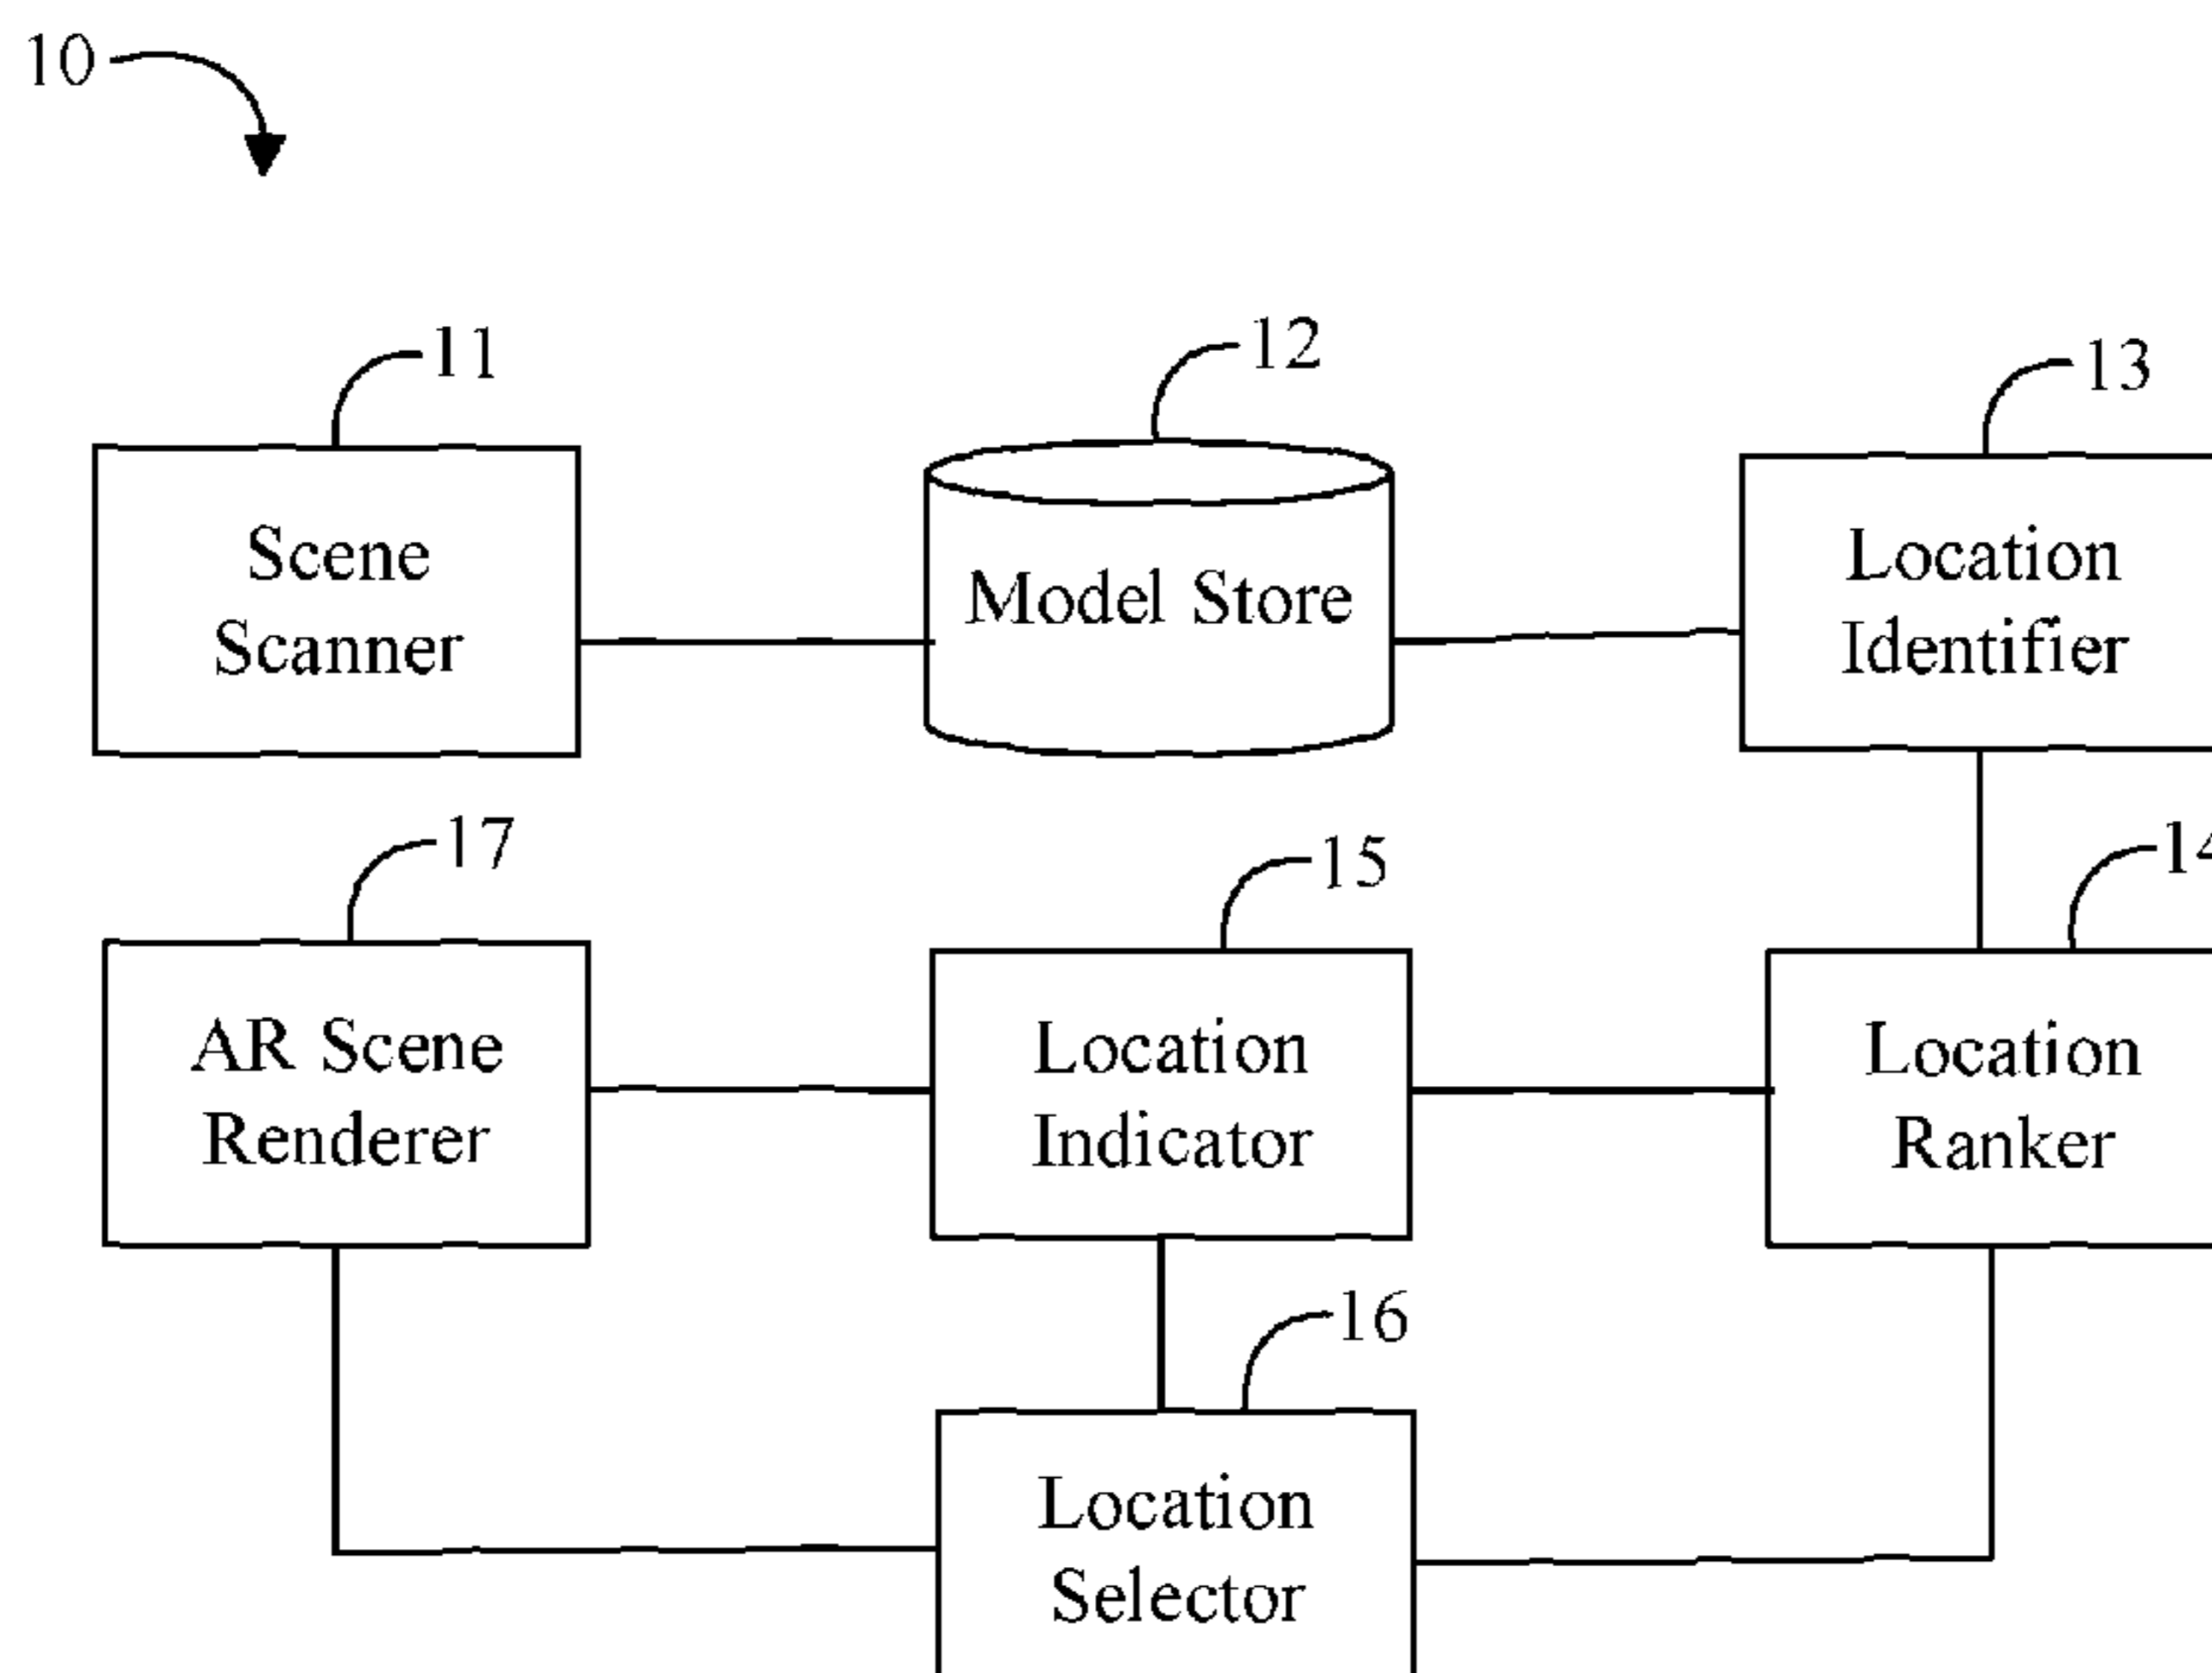 10
11
12
13
Scene
Scanner
Model Store
Location
Identifier
17
15
14
AR Scene
Renderer
Location
Indicator
Location
Ranker
16
Location
Selector